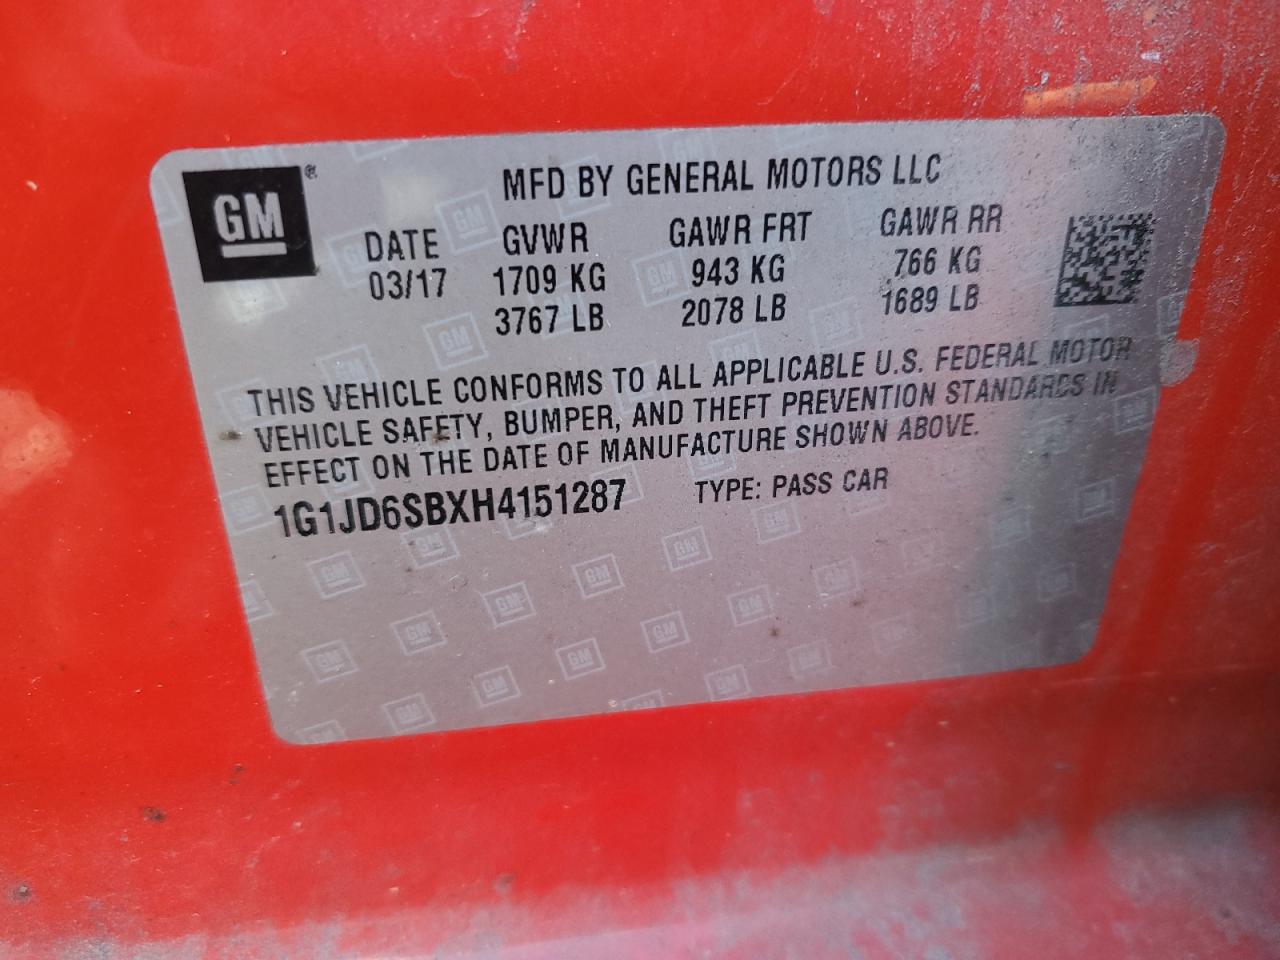 GM® MFD BY GENERAL MOTORS LLC
DATE GVWR GAWR FRT GAWR RR
03/17 1709 KG 943 KG 766 KG
3767 LB 2078 LB 1689 LB
THIS VEHICLE CONFORMS TO ALL APPLICABLE U.S. FEDERAL MOTOR
VEHICLE SAFETY, BUMPER, AND THEFT PREVENTION STANDARDS IN
EFFECT ON THE DATE OF MANUFACTURE SHOWN ABOVE.
1G1JD6SBXH4151287 TYPE: PASS CAR